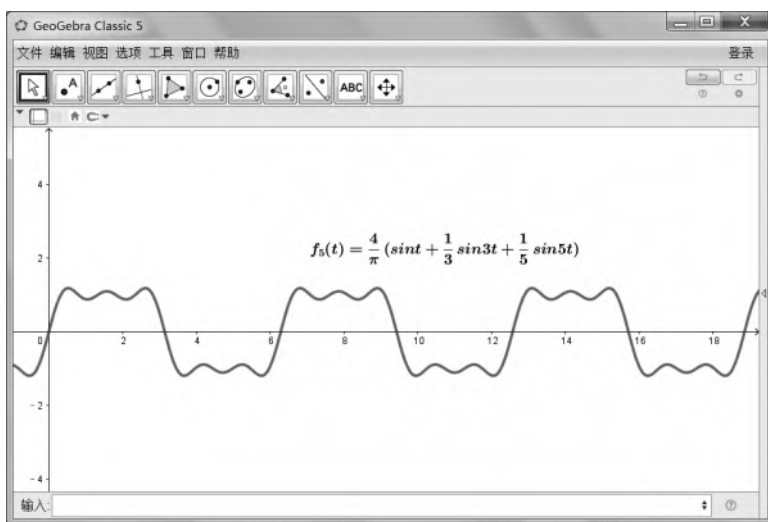 GeoGebra Classic 5
文件 编辑 视图 选项 工具 窗口 帮助 登录
A ABC
4
f₅(t) = 4/π (sint + 1/3 sin3t + 1/5 sin5t)
2
0 2 4 6 8 10 12 14 16 18
-2
-4
输入: